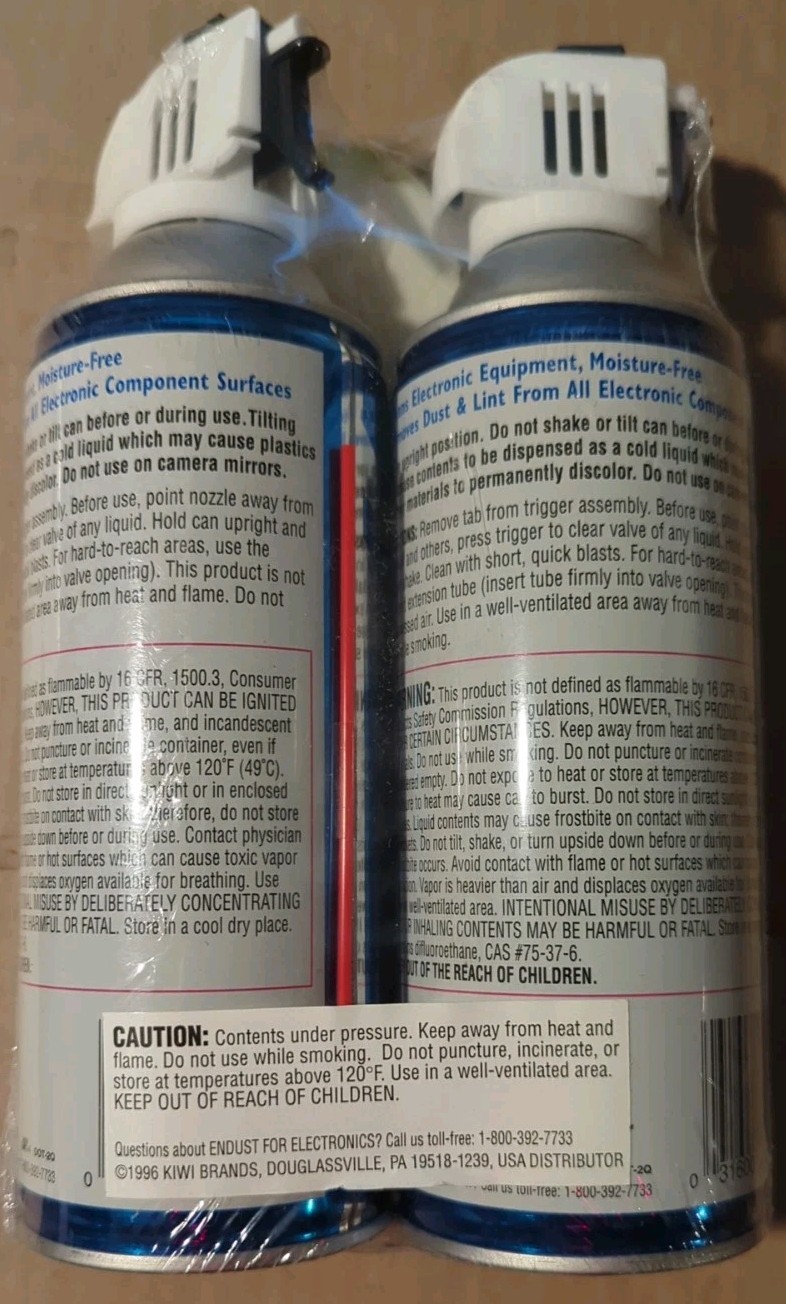 Moisture-Free
All Electronic Component Surfaces
or tilt can before or during use. Tilting
as a cold liquid which may cause plastics
discolor. Do not use on camera mirrors.
assembly. Before use, point nozzle away from
valve of any liquid. Hold can upright and
blasts. For hard-to-reach areas, use the
firmly into valve opening). This product is not
area away from heat and flame. Do not
as flammable by 16 CFR, 1500.3, Consumer
HOWEVER, THIS PRODUCT CAN BE IGNITED
away from heat and flame, and incandescent
not puncture or incinerate container, even if
or store at temperatures above 120°F (49°C).
Do not store in direct sunlight or in enclosed
on contact with skin, therefore, do not store
down before or during use. Contact physician
or hot surfaces which can cause toxic vapor
displaces oxygen available for breathing. Use
MISUSE BY DELIBERATELY CONCENTRATING
HARMFUL OR FATAL. Store in a cool dry place.
Electronic Equipment, Moisture-Free
Dust & Lint From All Electronic
upright position. Do not shake or tilt can before or
contents to be dispensed as a cold liquid which
materials to permanently discolor. Do not use on
Remove tab from trigger assembly. Before use,
and others, press trigger to clear valve of any liquid.
Clean with short, quick blasts. For hard-to-reach
extension tube (insert tube firmly into valve opening).
air. Use in a well-ventilated area away from heat and
smoking.
This product is not defined as flammable by 16 CFR,
Safety Commission Regulations, HOWEVER, THIS PRODUCT
CERTAIN CIRCUMSTANCES. Keep away from heat and flame
Do not use while smoking. Do not puncture or incinerate
empty. Do not expose to heat or store at temperatures
to heat may cause can to burst. Do not store in direct
Liquid contents may cause frostbite on contact with skin,
Do not tilt, shake, or turn upside down before or during
occurs. Avoid contact with flame or hot surfaces which
Vapor is heavier than air and displaces oxygen available
well-ventilated area. INTENTIONAL MISUSE BY
INHALING CONTENTS MAY BE HARMFUL OR FATAL.
difluoroethane, CAS #75-37-6.
OUT OF THE REACH OF CHILDREN.
CAUTION: Contents under pressure. Keep away from heat and
flame. Do not use while smoking. Do not puncture, incinerate, or
store at temperatures above 120°F. Use in a well-ventilated area.
KEEP OUT OF REACH OF CHILDREN.
Questions about ENDUST FOR ELECTRONICS? Call us toll-free: 1-800-392-7733
©1996 KIWI BRANDS, DOUGLASSVILLE, PA 19518-1239, USA DISTRIBUTOR
us toll-free: 1-800-392-7733
0
0